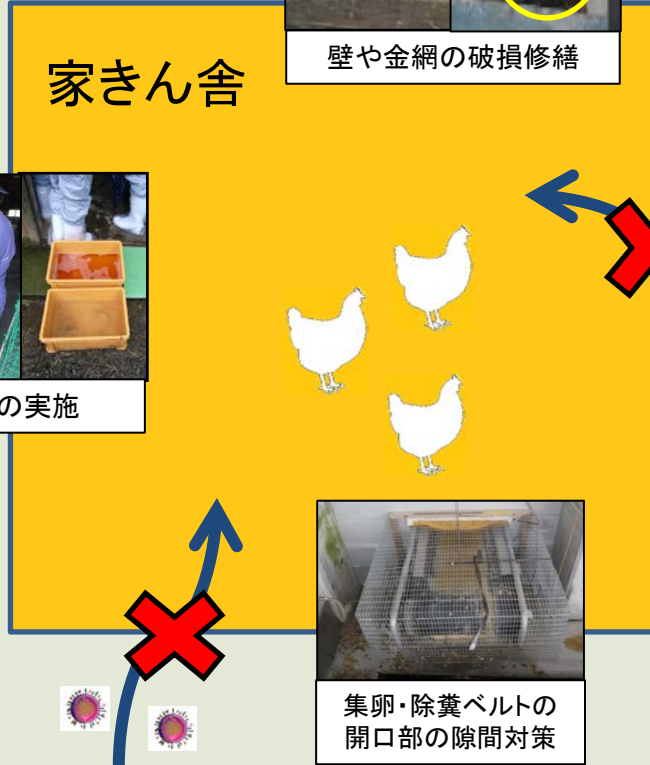 壁や金網の破損修繕
家きん舎
の実施
集卵・除糞ベルトの
開口部の隙間対策